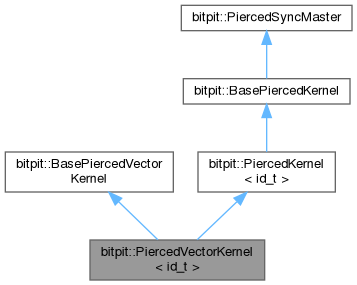 bitpit::PiercedSyncMaster
bitpit::BasePiercedKernel
bitpit::BasePiercedVector
Kernel
bitpit::PiercedKernel
< id_t >
bitpit::PiercedVectorKernel
< id_t >